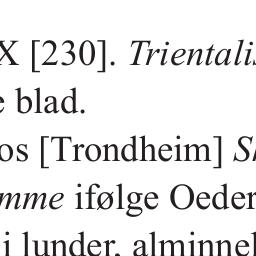 X [230]. Trientalis
e blad.
os [Trondheim] S
mme ifølge Oeder
i lunder, alminnel